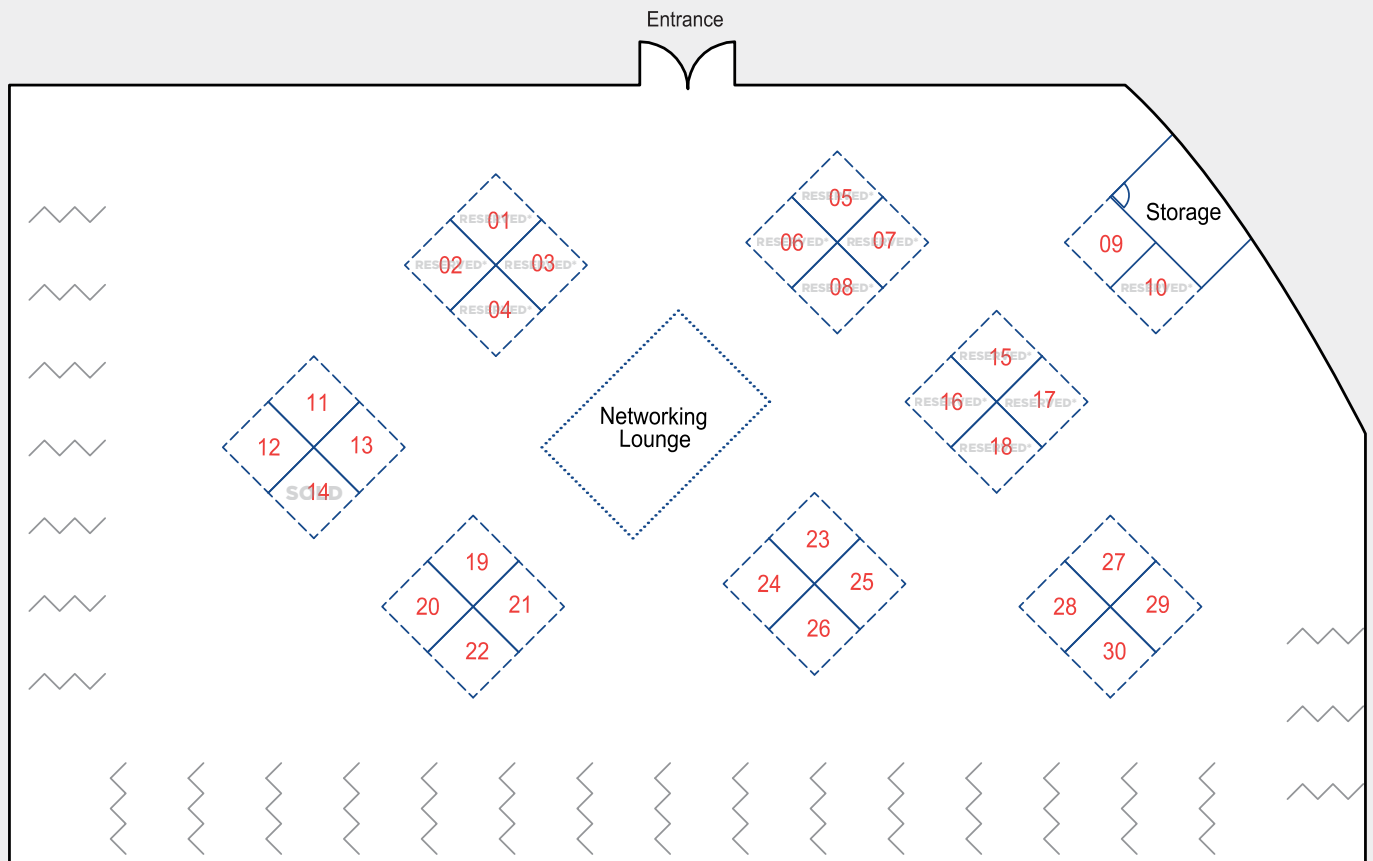 Entrance
RESERVED*
01
RESERVED*
02
RESERVED*
03
RESERVED*
04
RESERVED*
05
RESERVED*
06
RESERVED*
07
RESERVED*
08
Storage
09
RESERVED*
10
Networking
Lounge
11
12
13
SOLD
14
RESERVED*
15
RESERVED*
16
RESERVED*
17
RESERVED*
18
19
20
21
22
23
24
25
26
27
28
29
30